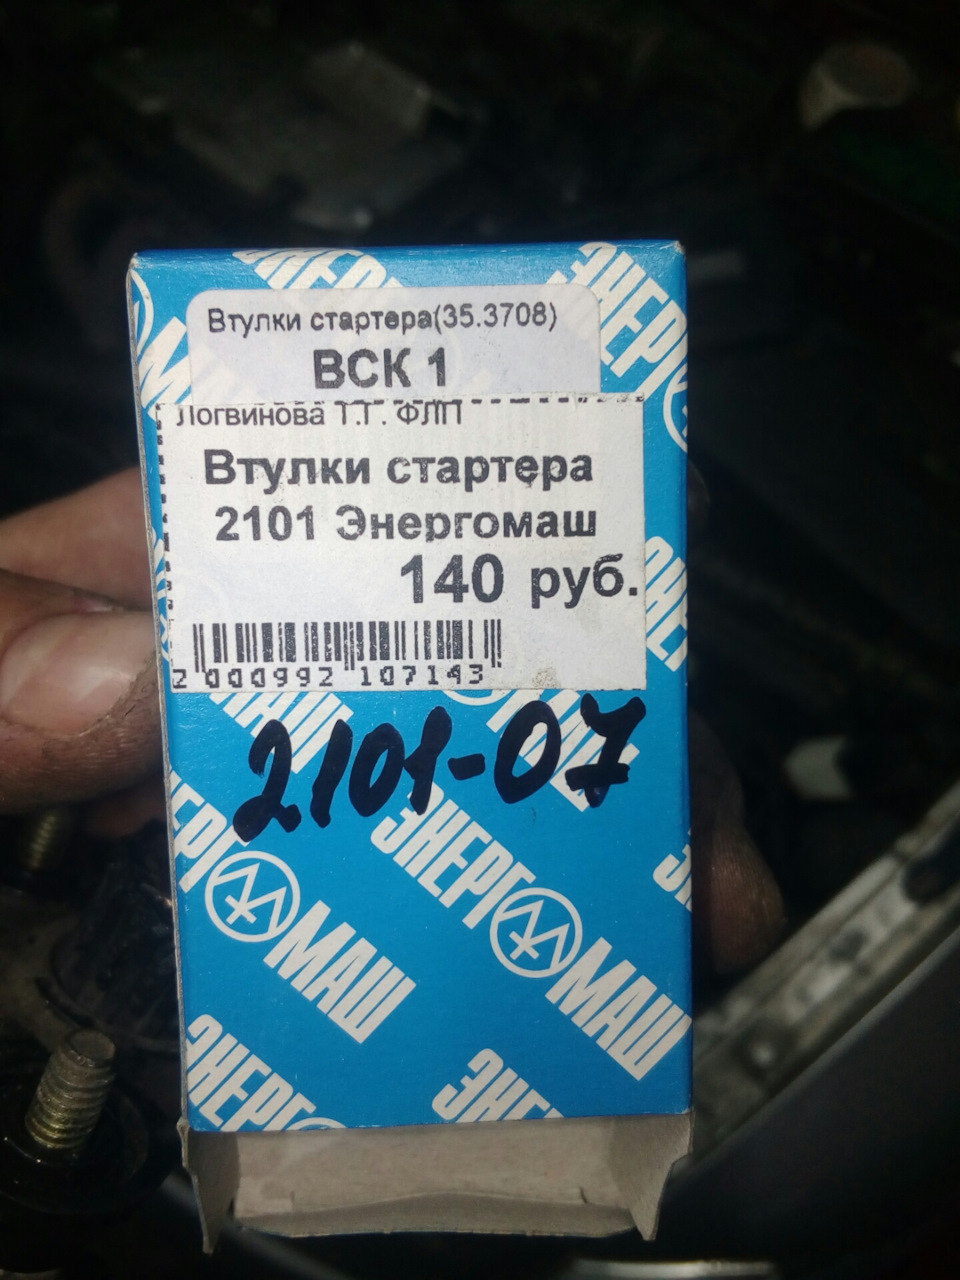 Втулки стартера(35.3708)
ВСК 1
Логвинова Т.Г. ФЛП
Втулки стартера
2101 Энергомаш
140 руб.
2 000992 107143
2101-07
ЭНЕРГОМАШ
ЭНЕРГОМАШ